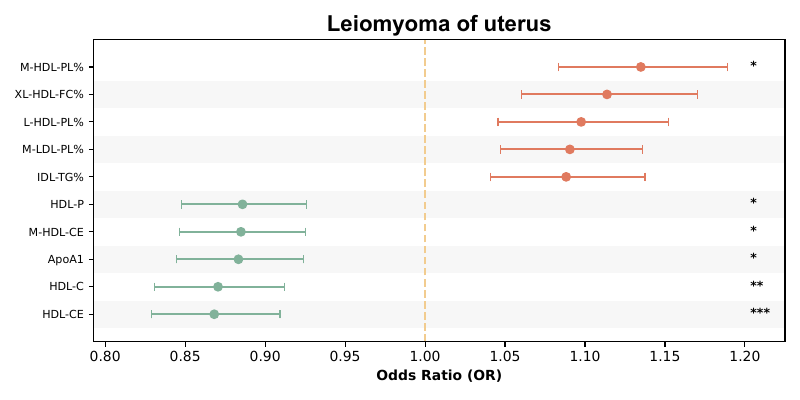 Leiomyoma of uterus
M-HDL-PL% *
XL-HDL-FC%
L-HDL-PL%
M-LDL-PL%
IDL-TG%
HDL-P *
M-HDL-CE *
ApoA1 *
HDL-C **
HDL-CE ***
0.80 0.85 0.90 0.95 1.00 1.05 1.10 1.15 1.20
Odds Ratio (OR)